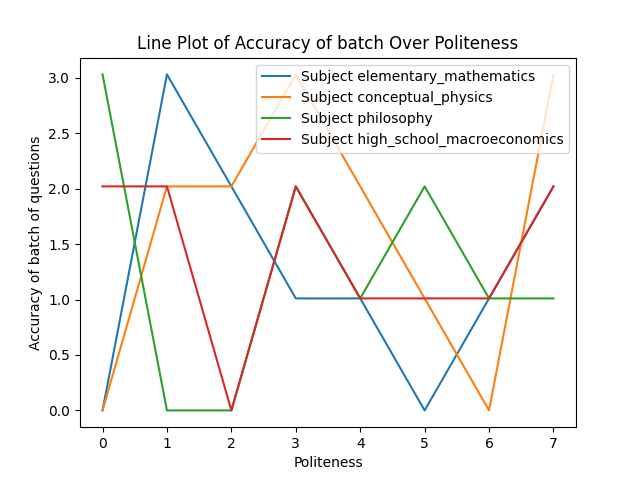 Line Plot of Accuracy of batch Over Politeness
Subject elementary_mathematics
Subject conceptual_physics
Subject philosophy
Subject high_school_macroeconomics
Accuracy of batch of questions
3.0
2.5
2.0
1.5
1.0
0.5
0.0
0 1 2 3 4 5 6 7
Politeness